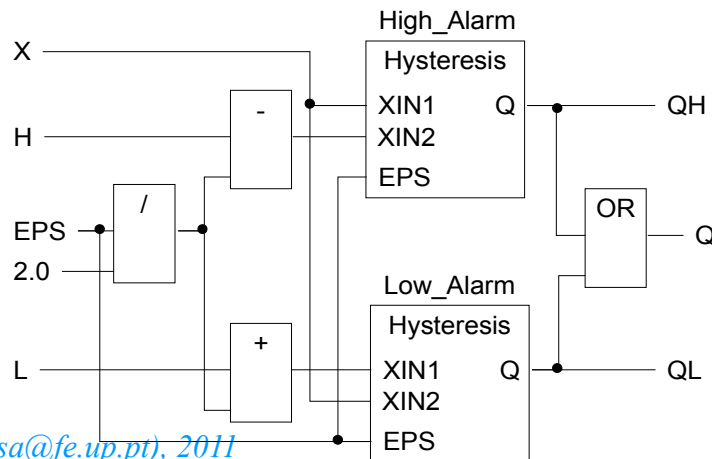 High_Alarm
X
Hysteresis
XIN1
Q
QH
-
H
XIN2
EPS
/
OR
EPS
Q
2.0
Low_Alarm
Hysteresis
+
L
XIN1
Q
QL
XIN2
EPS
sa@fe.up.pt), 2011